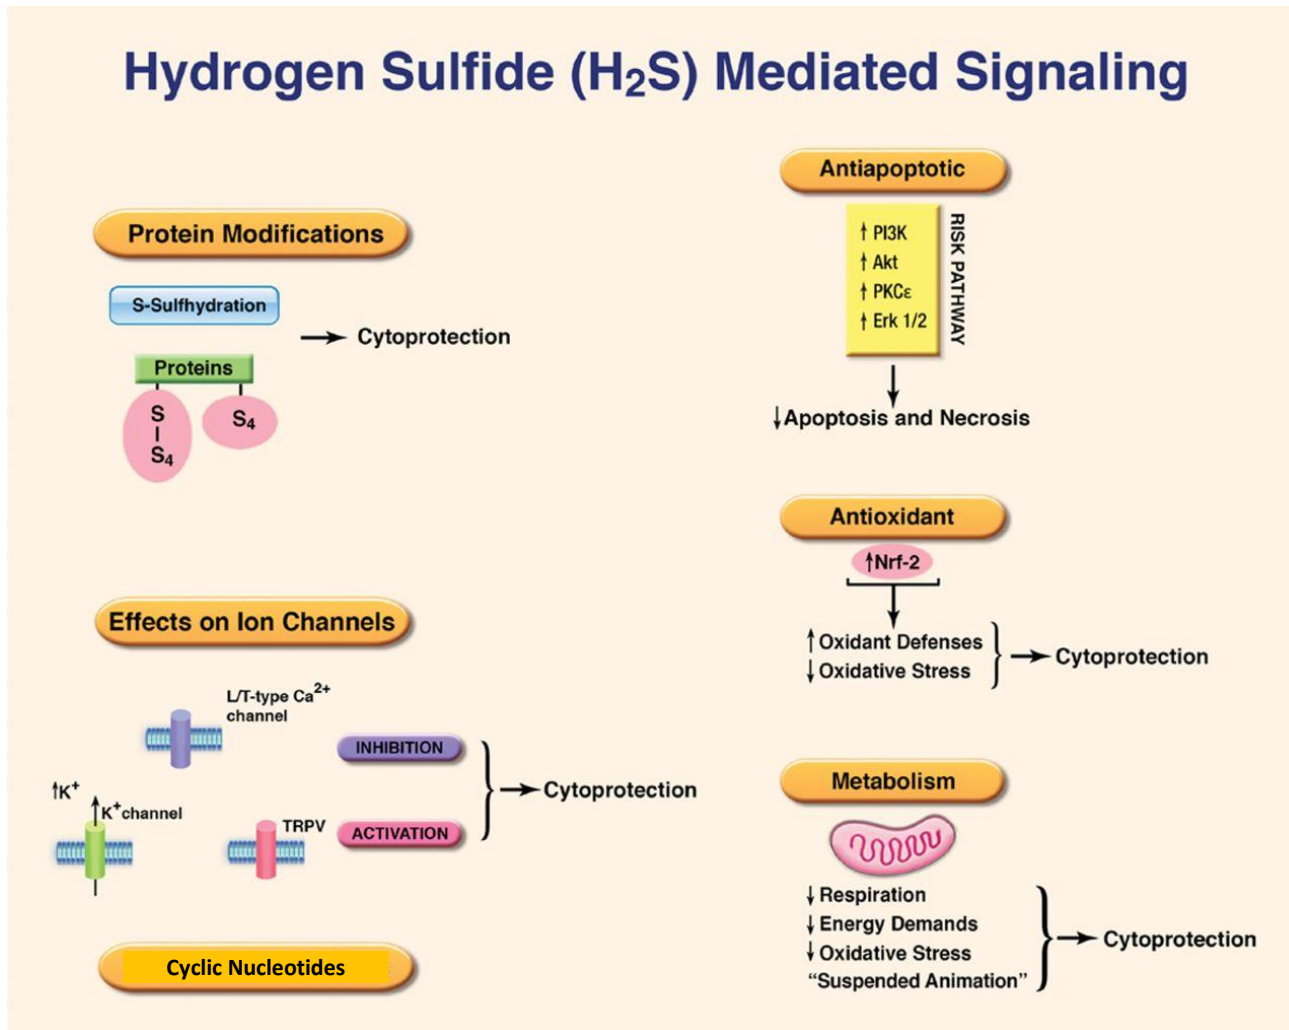 Hydrogen Sulfide (H₂S) Mediated Signaling
Protein Modifications
S-Sulfhydration
Cytoprotection
Proteins
S
S₄
S₄
Effects on Ion Channels
L/T-type Ca²⁺
channel
INHIBITION
↑K⁺
K⁺channel
TRPV
ACTIVATION
Cytoprotection
Cyclic Nucleotides
Antiapoptotic
↑ PI3K
↑ Akt
↑ PKCε
↑ Erk 1/2
RISK PATHWAY
↓Apoptosis and Necrosis
Antioxidant
↑Nrf-2
↑Oxidant Defenses
↓Oxidative Stress
Cytoprotection
Metabolism
↓Respiration
↓Energy Demands
↓Oxidative Stress
“Suspended Animation”
Cytoprotection